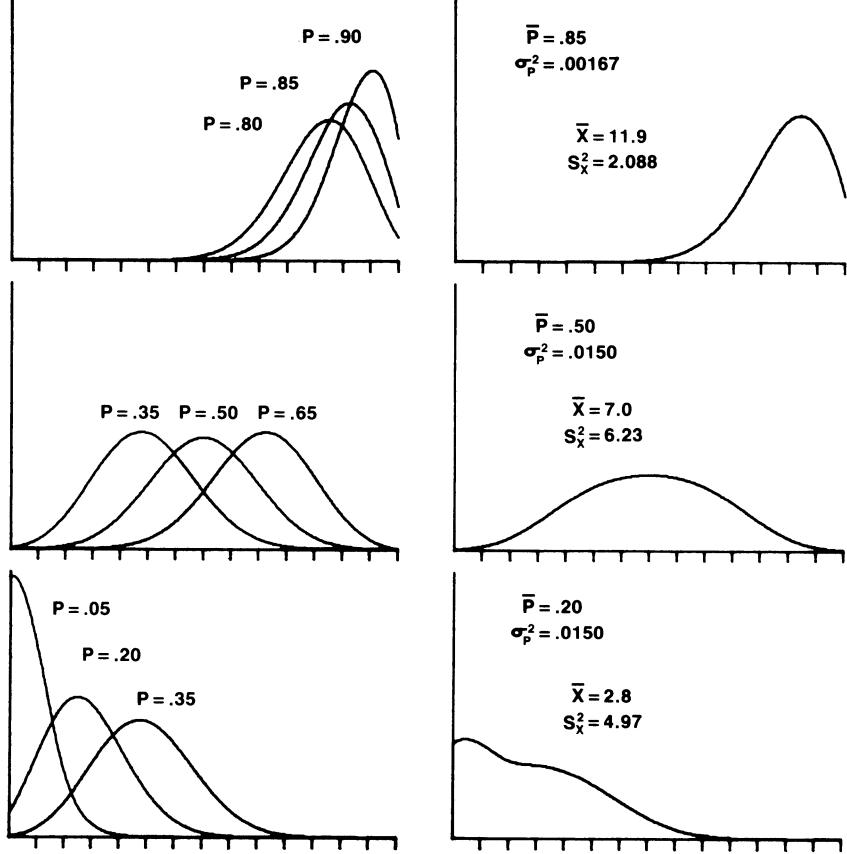 P = .90
P = .85
P = .80
P̅ = .85
σ²ₚ = .00167
X̅ = 11.9
S²ₓ = 2.088
P = .35 P = .50 P = .65
P̅ = .50
σ²ₚ = .0150
X̅ = 7.0
S²ₓ = 6.23
P = .05
P = .20
P = .35
P̅ = .20
σ²ₚ = .0150
X̅ = 2.8
S²ₓ = 4.97